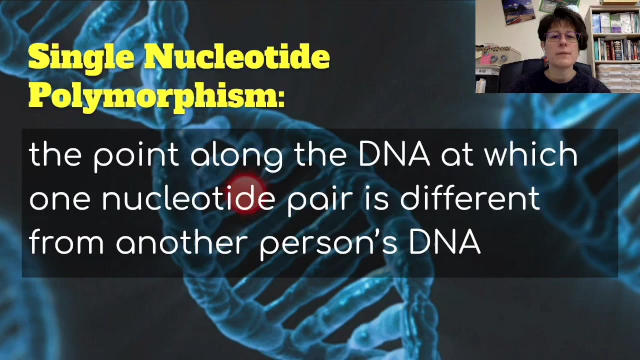 Single Nucleotide
Polymorphism:
the point along the DNA at which
one nucleotide pair is different
from another person's DNA